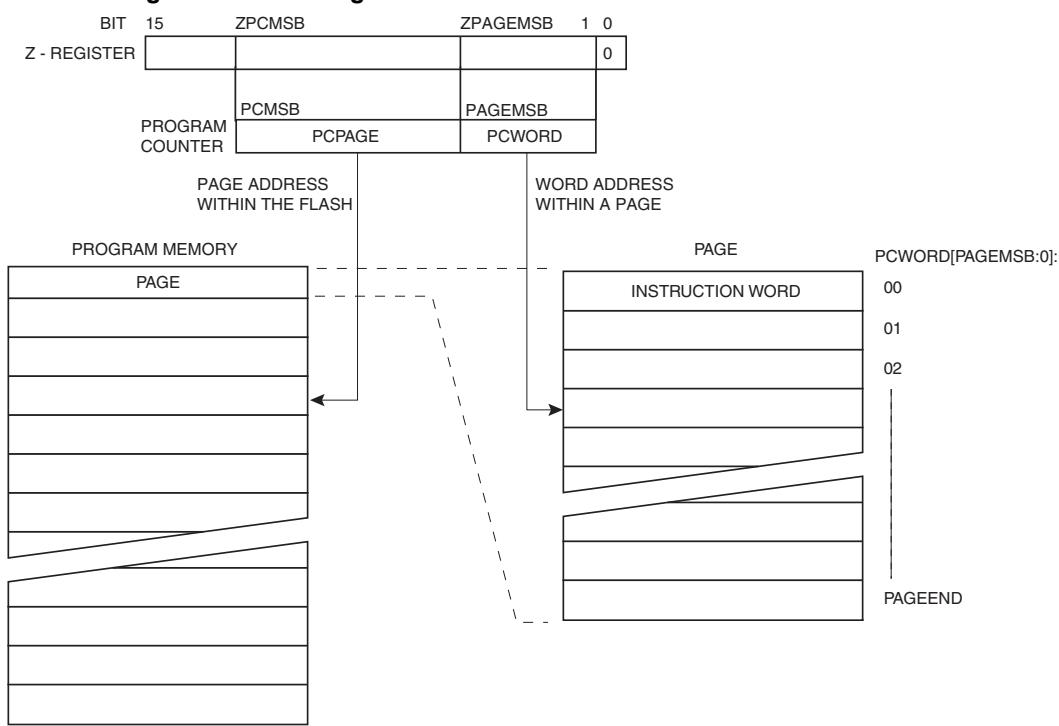 BIT 15 ZPCMSB ZPAGEMSB 1 0
Z - REGISTER 0
PCMSB PAGEMSB
PROGRAM
COUNTER
PCPAGE PCWORD
PAGE ADDRESS
WITHIN THE FLASH
WORD ADDRESS
WITHIN A PAGE
PROGRAM MEMORY
PAGE
PAGE
PCWORD[PAGEMSB:0]:
INSTRUCTION WORD
00
01
02
PAGEEND